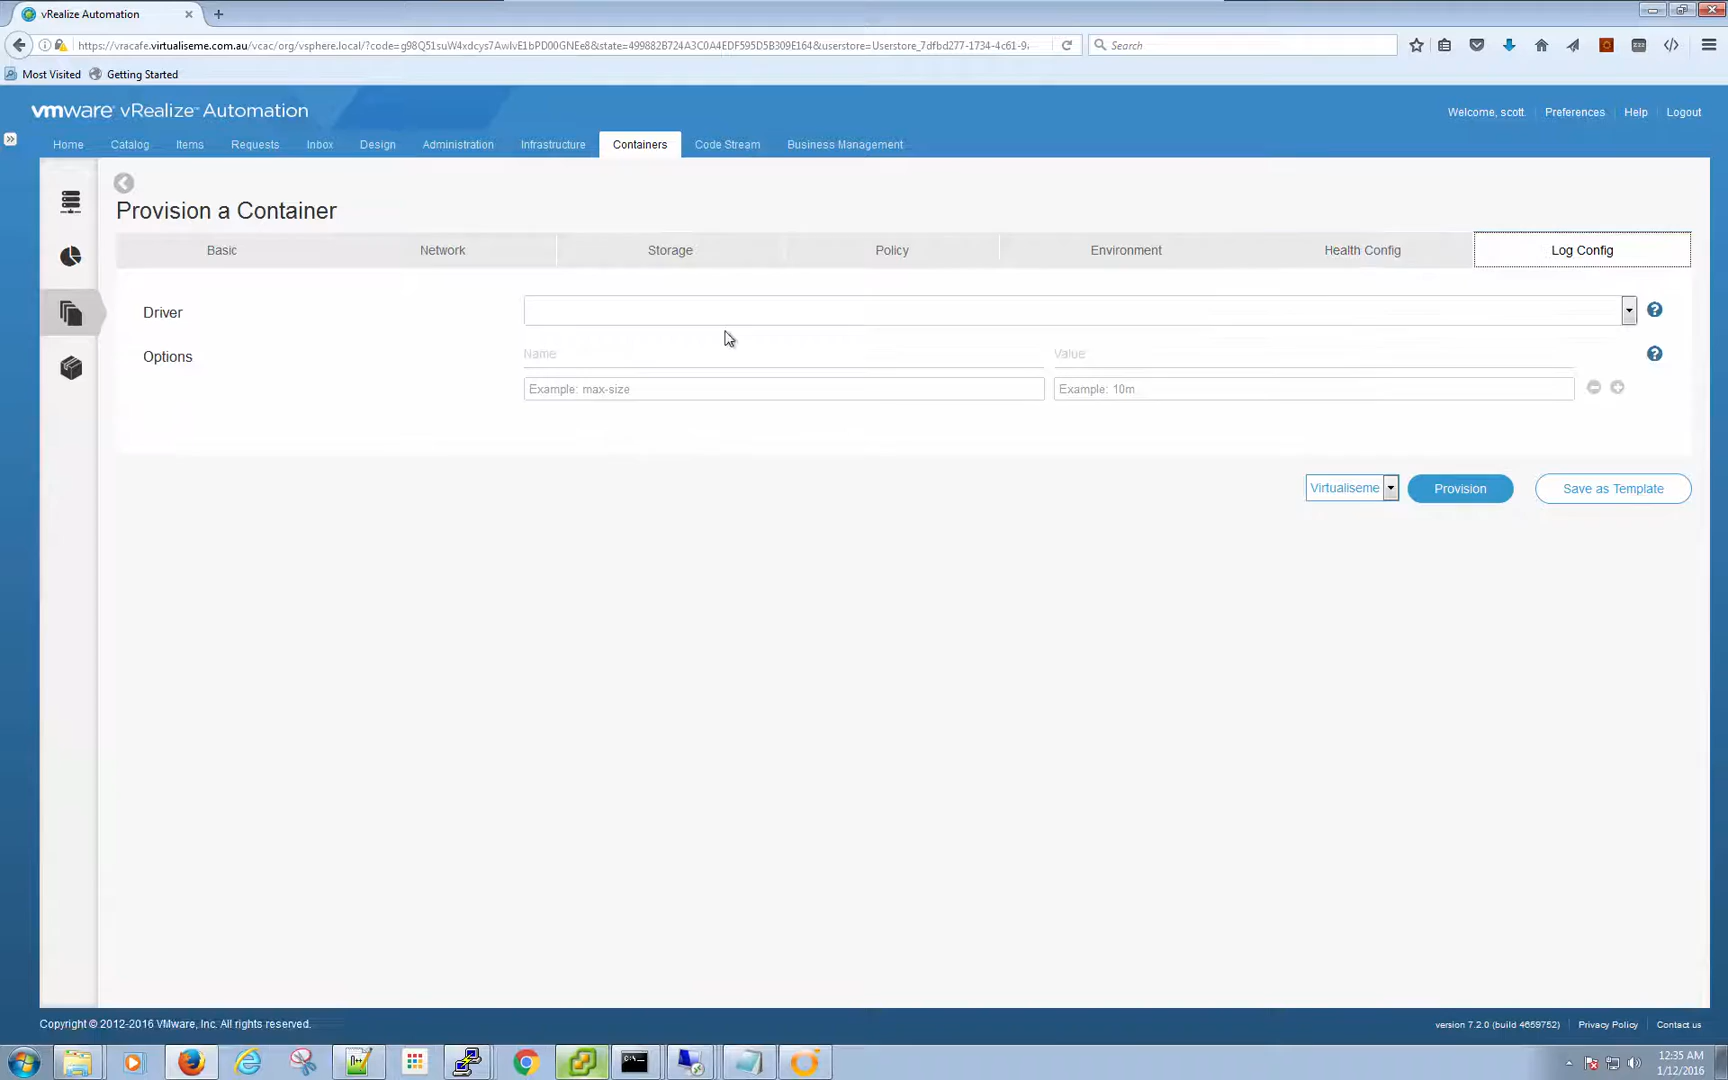 vRealize Automation
https://vracafe.virtualiseme.com.au/vcac/org/vsphere.local/?code=g98Q51suW4xdcys7AwIvE1bPD00GNEe8&state=499882B724A3C0A4EDF595D5B309E164&userstore=Userstore_7dfbd277-1734-4c61-9
Search
Most Visited
Getting Started
vmware vRealize Automation
Welcome, scott.
Preferences
Help
Logout
Home
Catalog
Items
Requests
Inbox
Design
Administration
Infrastructure
Containers
Code Stream
Business Management
Provision a Container
Basic
Network
Storage
Policy
Environment
Health Config
Log Config
Driver
Options
Name
Value
Example: max-size
Example: 10m
Virtualiseme
Provision
Save as Template
Copyright © 2012-2016 VMware, Inc. All rights reserved.
version 7.2.0 (build 4659752)
Privacy Policy
Contact us
12:35 AM
1/12/2016